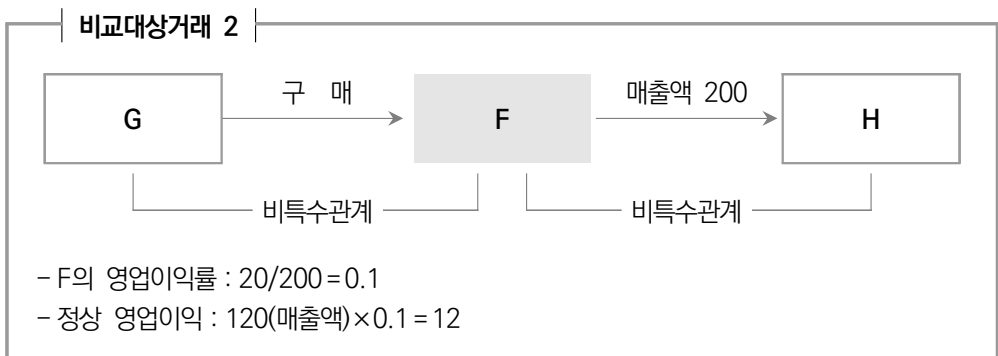 비교대상거래 2
G
구 매
F
매출액 200
H
비특수관계
비특수관계
– F의 영업이익률 : 20/200 = 0.1
– 정상 영업이익 : 120(매출액)×0.1 = 12